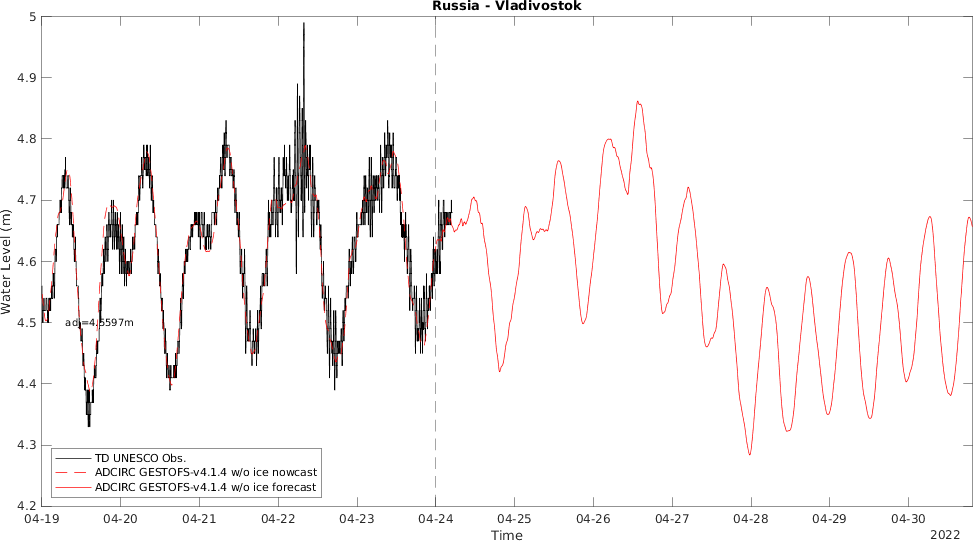 Russia - Vladivostok
Water Level (m)
5
4.9
4.8
4.7
4.6
4.5
4.4
4.3
4.2
adj=4.5597m
TD UNESCO Obs.
ADCIRC GESTOFS-v4.1.4 w/o ice nowcast
ADCIRC GESTOFS-v4.1.4 w/o ice forecast
04-19 04-20 04-21 04-22 04-23 04-24 04-25 04-26 04-27 04-28 04-29 04-30
Time
2022